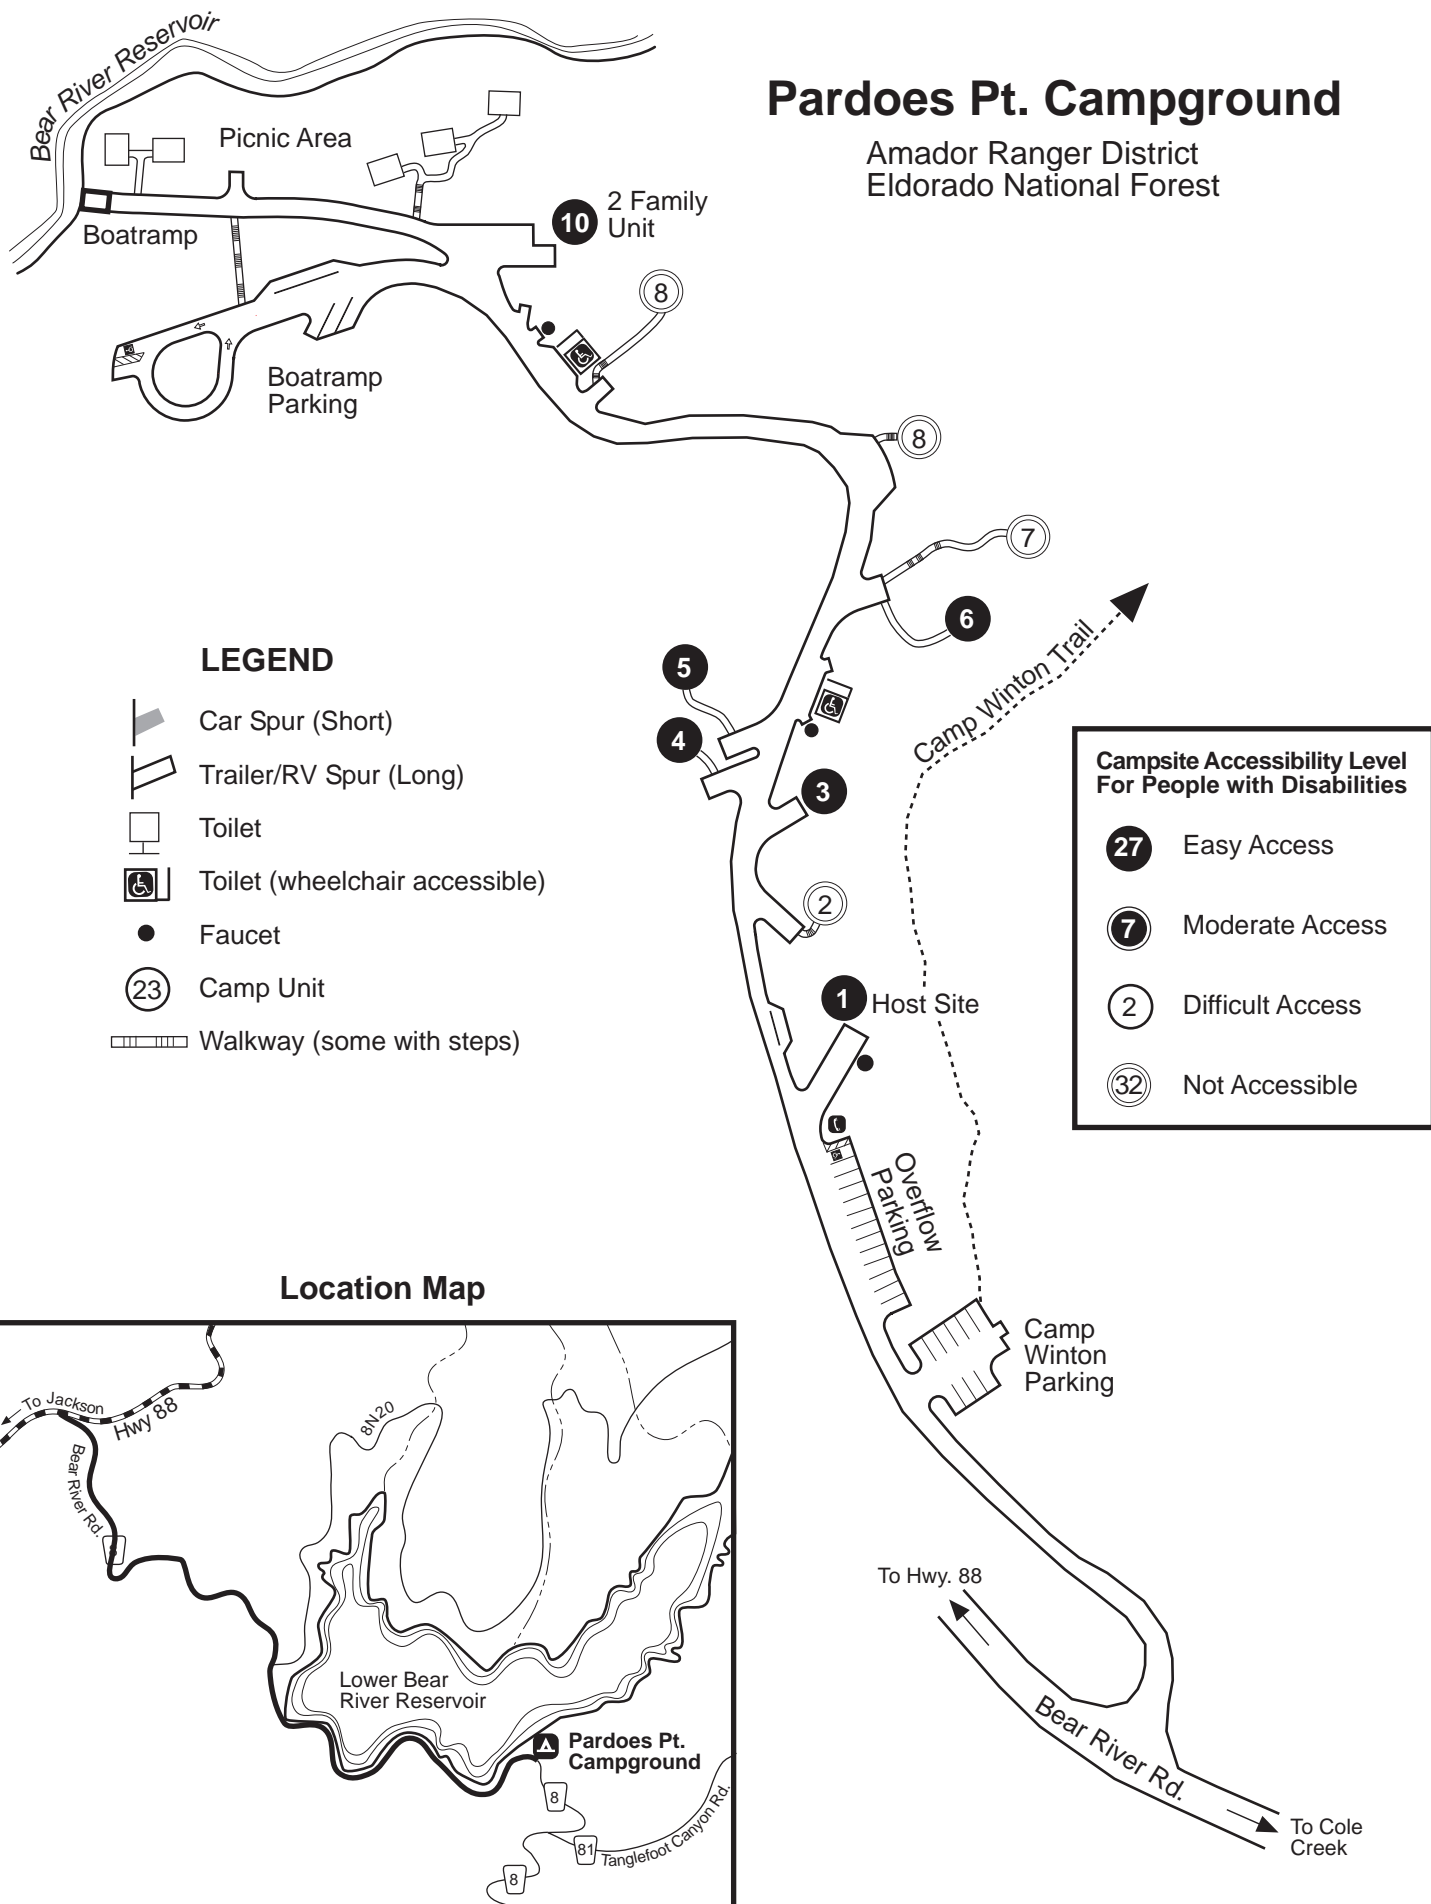 Pardoes Pt. Campground
Amador Ranger District
Eldorado National Forest
Bear River Reservoir
Picnic Area
Boatramp
10
2 Family
Unit
8
Boatramp
Parking
8
7
6
5
4
3
2
1
Host Site
Camp Winton Trail
Overflow
Parking
Camp
Winton
Parking
To Hwy. 88
Bear River Rd.
To Cole
Creek
LEGEND
Car Spur (Short)
Trailer/RV Spur (Long)
Toilet
Toilet (wheelchair accessible)
Faucet
23
Camp Unit
Walkway (some with steps)
Campsite Accessibility Level
For People with Disabilities
27
Easy Access
7
Moderate Access
2
Difficult Access
32
Not Accessible
Location Map
To Jackson
Hwy 88
8N20
Bear River Rd.
Lower Bear
River Reservoir
Pardoes Pt.
Campground
8
81
Tanglefoot Canyon Rd.
8